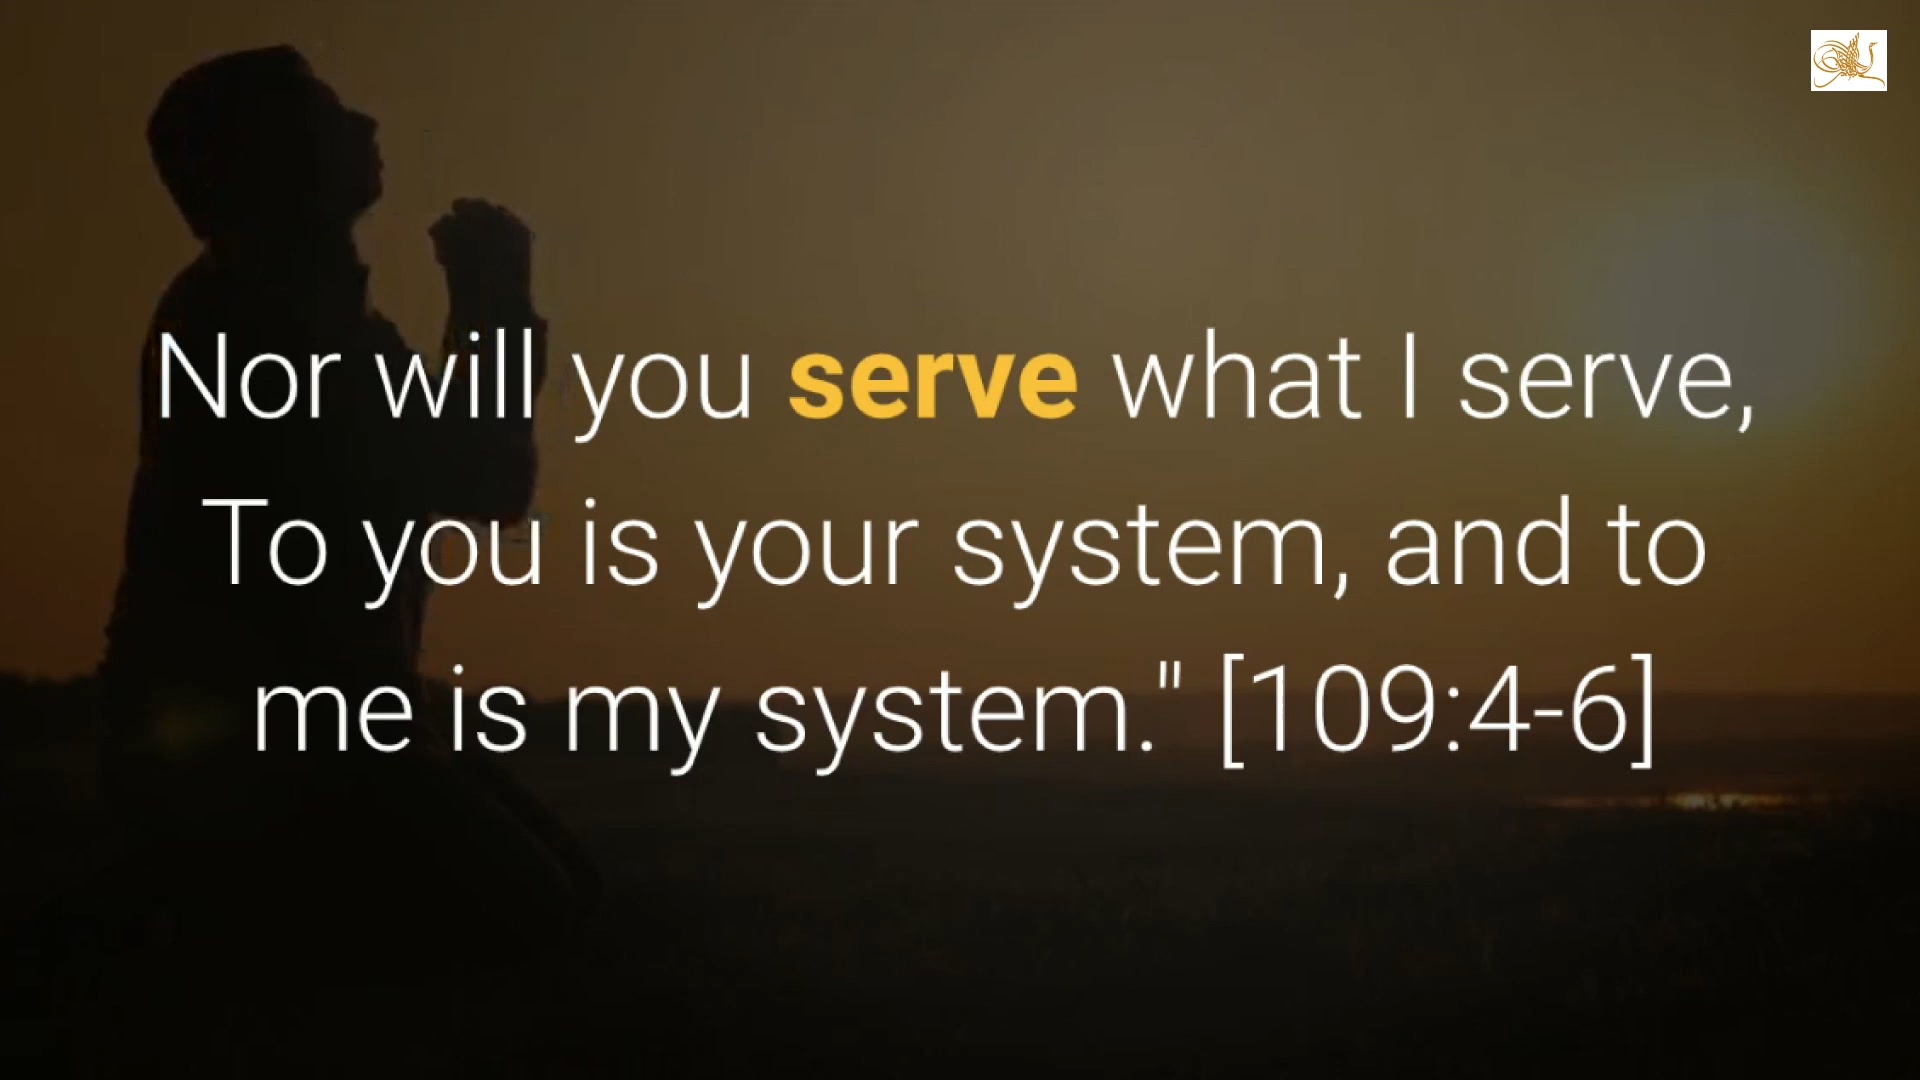 Nor will you serve what I serve,
To you is your system, and to
me is my system." [109:4-6]